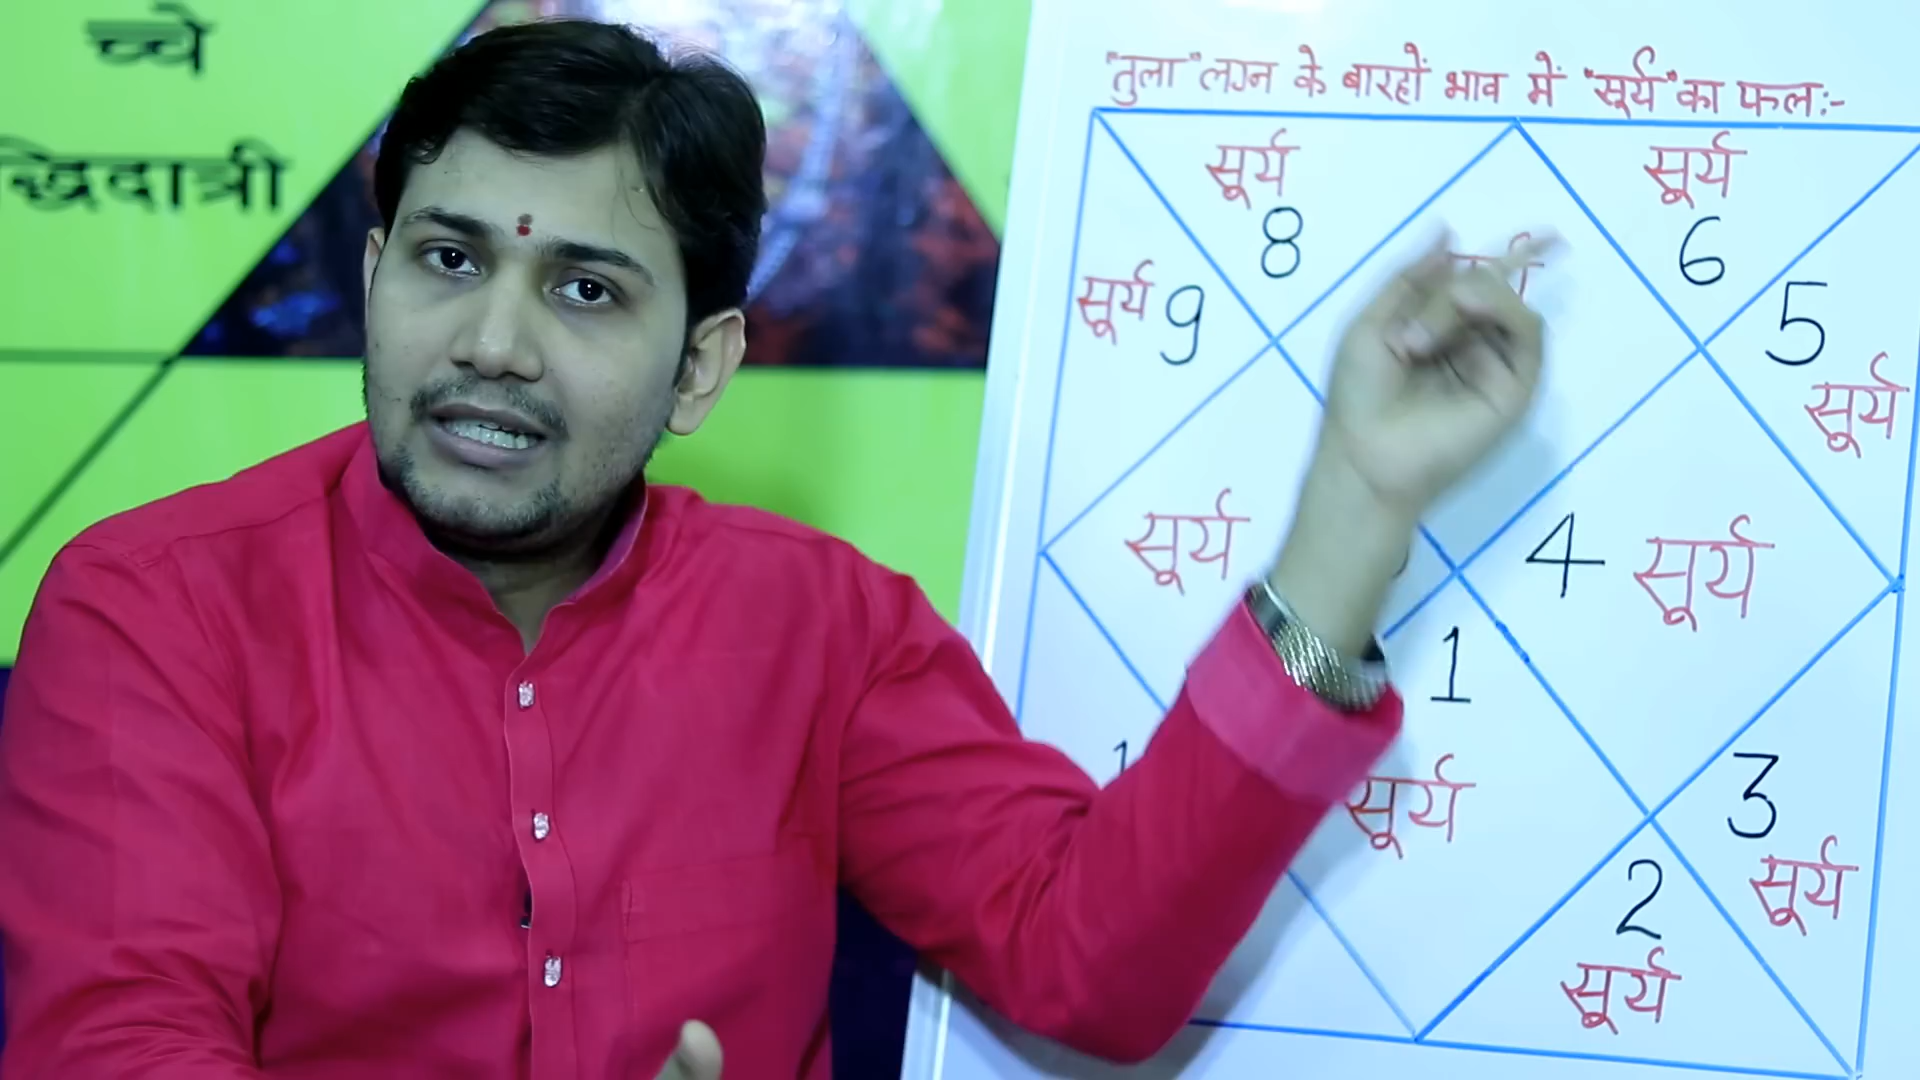 च्चे
द्धिदात्री
"तुला" लग्न के बारहों भाव में "सूर्य" का फल:-
सूर्य
सूर्य
8
6
सूर्य 9
5
सूर्य
सूर्य
4 सूर्य
1
3
सूर्य
सूर्य
2
सूर्य